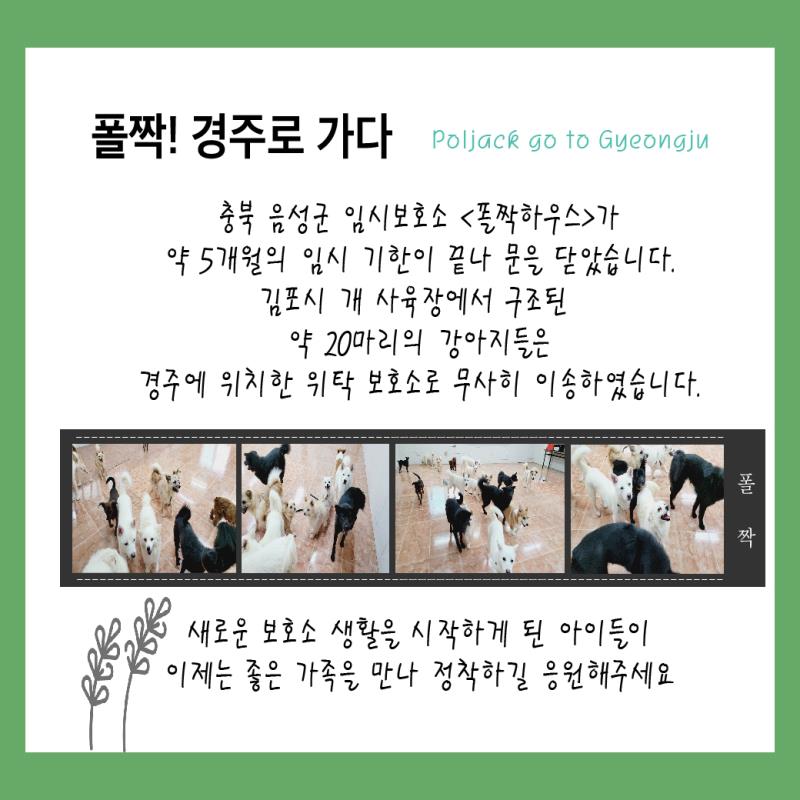 폴짝! 경주로 가다 Poljack go to Gyeongju
충북 음성군 임시보호소 <폴짝하우스>가
약 5개월의 임시 기한이 끝나 문을 닫았습니다.
김포시 개 사육장에서 구조된
약 20마리의 강아지들은
경주에 위치한 위탁 보호소로 무사히 이송하였습니다.
폴
짝
새로운 보호소 생활을 시작하게 된 아이들이
이제는 좋은 가족을 만나 정착하길 응원해주세요